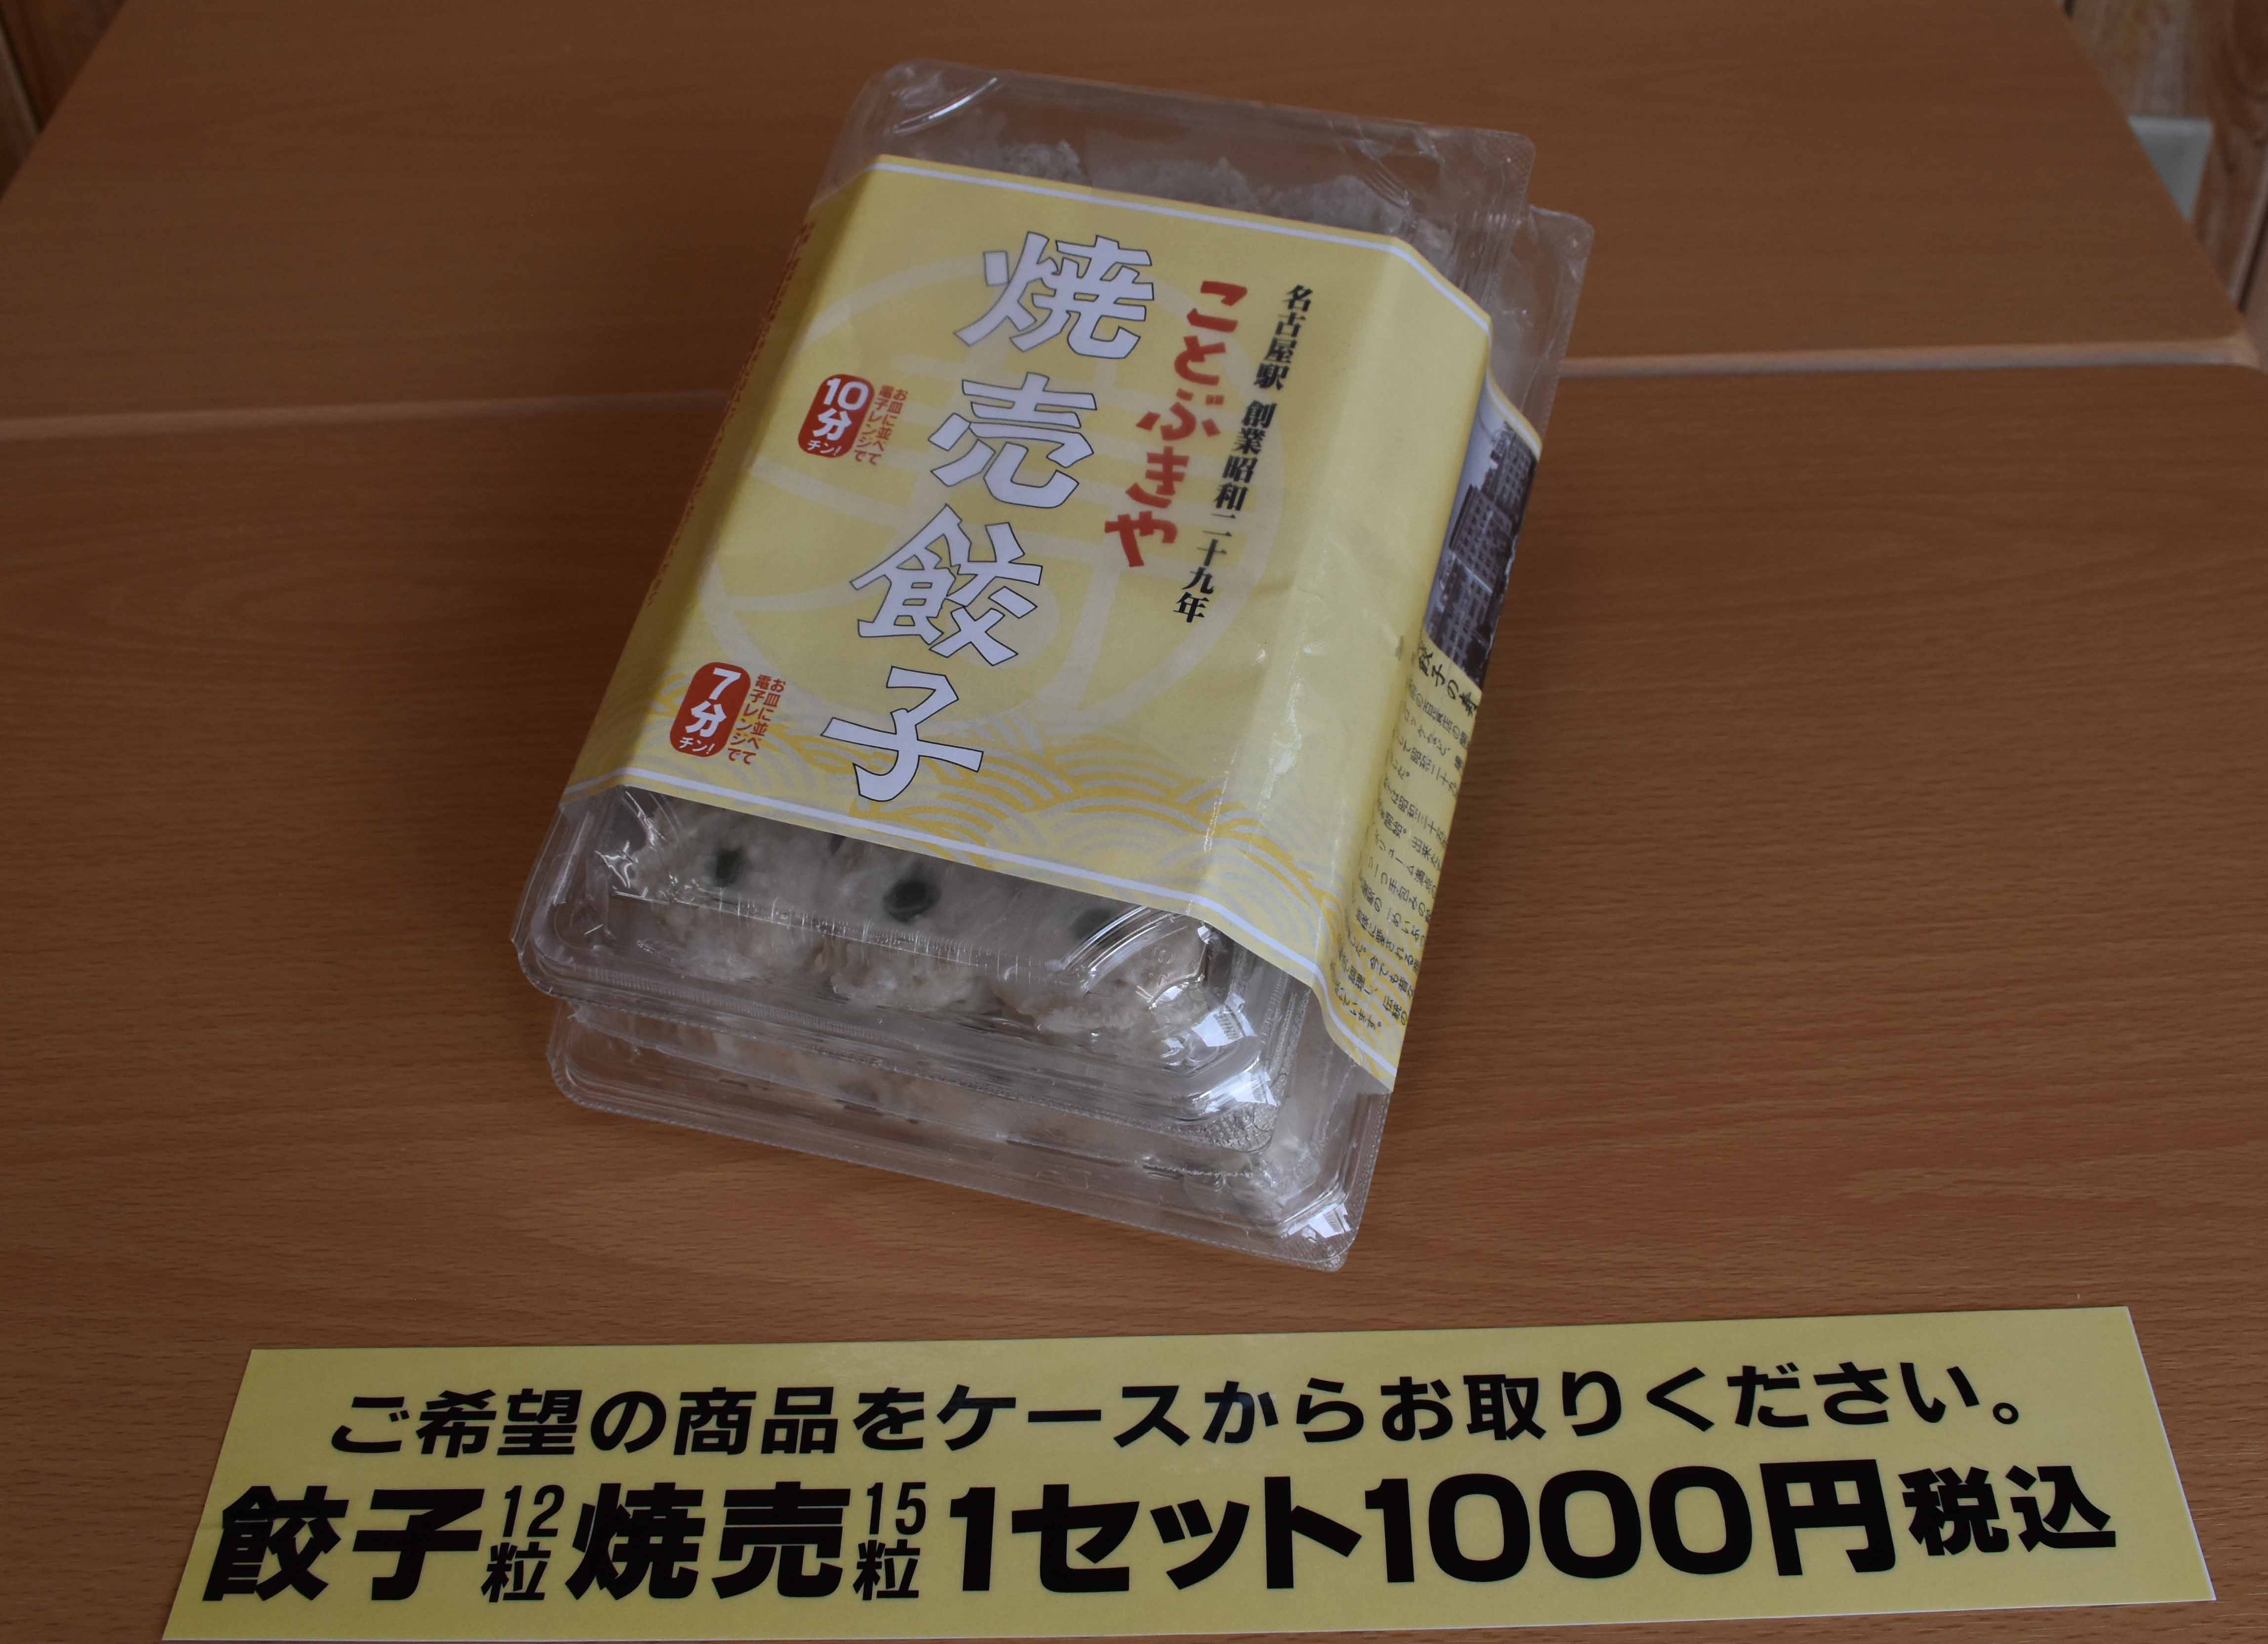 名古屋駅 創業昭和二十九年
ことぶきや
焼売餃子
お皿に並べて
電子レンジで
10分
チン!
お皿に並べて
電子レンジで
7分
チン!
ご希望の商品をケースからお取りください。
餃子12粒焼売15粒1セット1000円税込